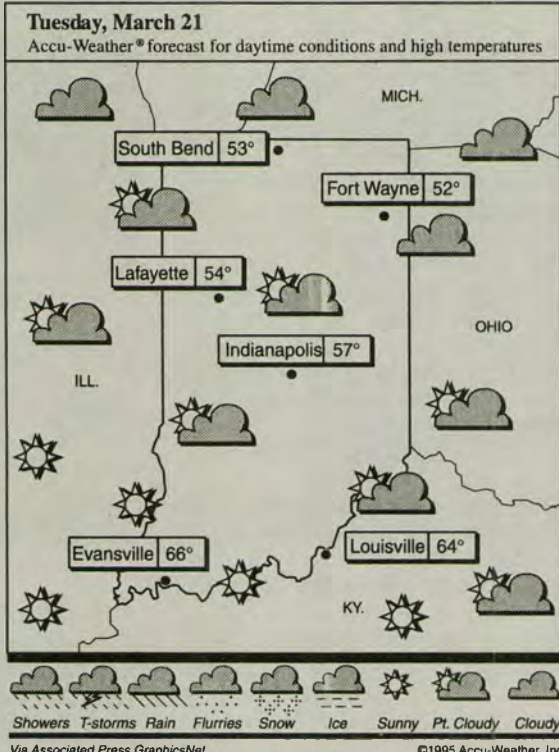 Tuesday, March 21
Accu-Weather® forecast for daytime conditions and high temperatures
MICH.
South Bend 53°
Fort Wayne 52°
Lafayette 54°
OHIO
Indianapolis 57°
ILL.
Evansville 66°
Louisville 64°
KY.
Showers T-storms Rain Flurries Snow Ice Sunny Pt. Cloudy Cloudy
Via Associated Press GraphicsNet ©1995 Accu-Weather, In